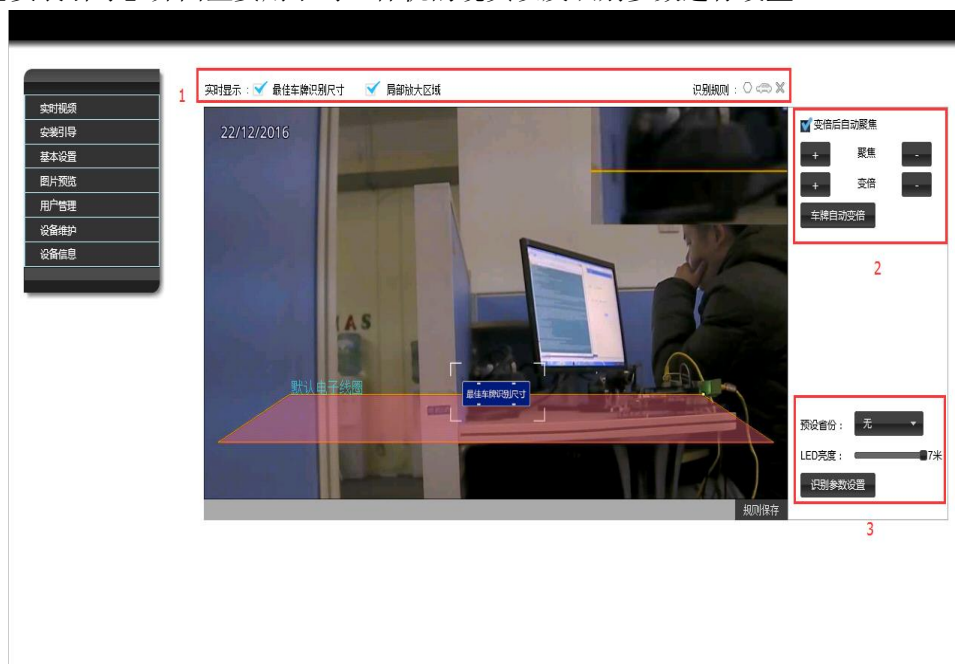 1
实时显示：最佳车牌识别尺寸 局部放大区域 识别规则：
实时视频
安装引导
基本设置
图片预览
用户管理
设备维护
设备信息
22/12/2016
变倍后自动聚焦
+ 聚焦 -
+ 变倍 -
车牌自动变倍
2
AS
默认电子线圈
最佳车牌识别尺寸
预设省份： 无
LED亮度： 7米
识别参数设置
规则保存
3